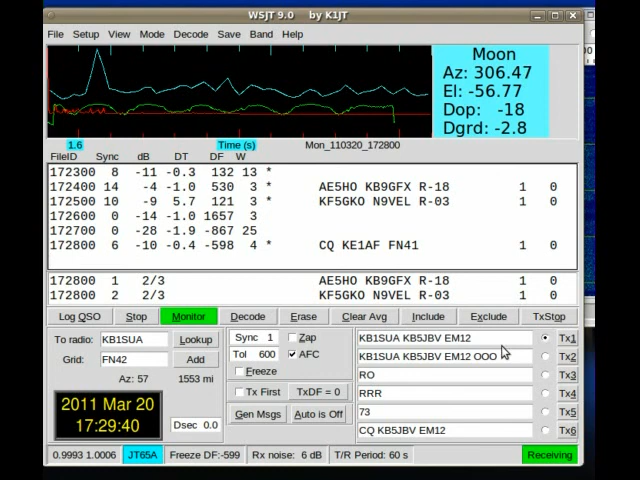 WSJT 9.0 by K1JT
File Setup View Mode Decode Save Band Help
Moon
Az: 306.47
El: -56.77
Dop: -18
Dgrd: -2.8
1.6 Time (s) Mon_110320_172800
FileID Sync dB DT DF W
172300 8 -11 -0.3 132 13 *
172400 14 -4 -1.0 530 3 * AE5HO KB9GFX R-18 1 0
172500 10 -9 5.7 121 3 * KF5GKO N9VEL R-03 1 0
172600 0 -14 -1.0 1657 3
172700 0 -28 -1.9 -867 25
172800 6 -10 -0.4 -598 4 * CQ KE1AF FN41 1 0
172800 1 2/3 AE5HO KB9GFX R-18 1 0
172800 2 2/3 KF5GKO N9VEL R-03 1 0
Log QSO Stop Monitor Decode Erase Clear Avg Include Exclude TxStop
To radio: KB1SUA Lookup
Grid: FN42 Add
Az: 57 1553 mi
2011 Mar 20
17:29:40
Dsec 0.0
Sync 1 Zap
Tol 600 AFC
Freeze
Tx First TxDF = 0
Gen Msgs Auto is Off
KB1SUA KB5JBV EM12 Tx1
KB1SUA KB5JBV EM12 OOO Tx2
RO Tx3
RRR Tx4
73 Tx5
CQ KB5JBV EM12 Tx6
0.9993 1.0006 JT65A Freeze DF:-599 Rx noise: 6 dB T/R Period: 60 s Receiving